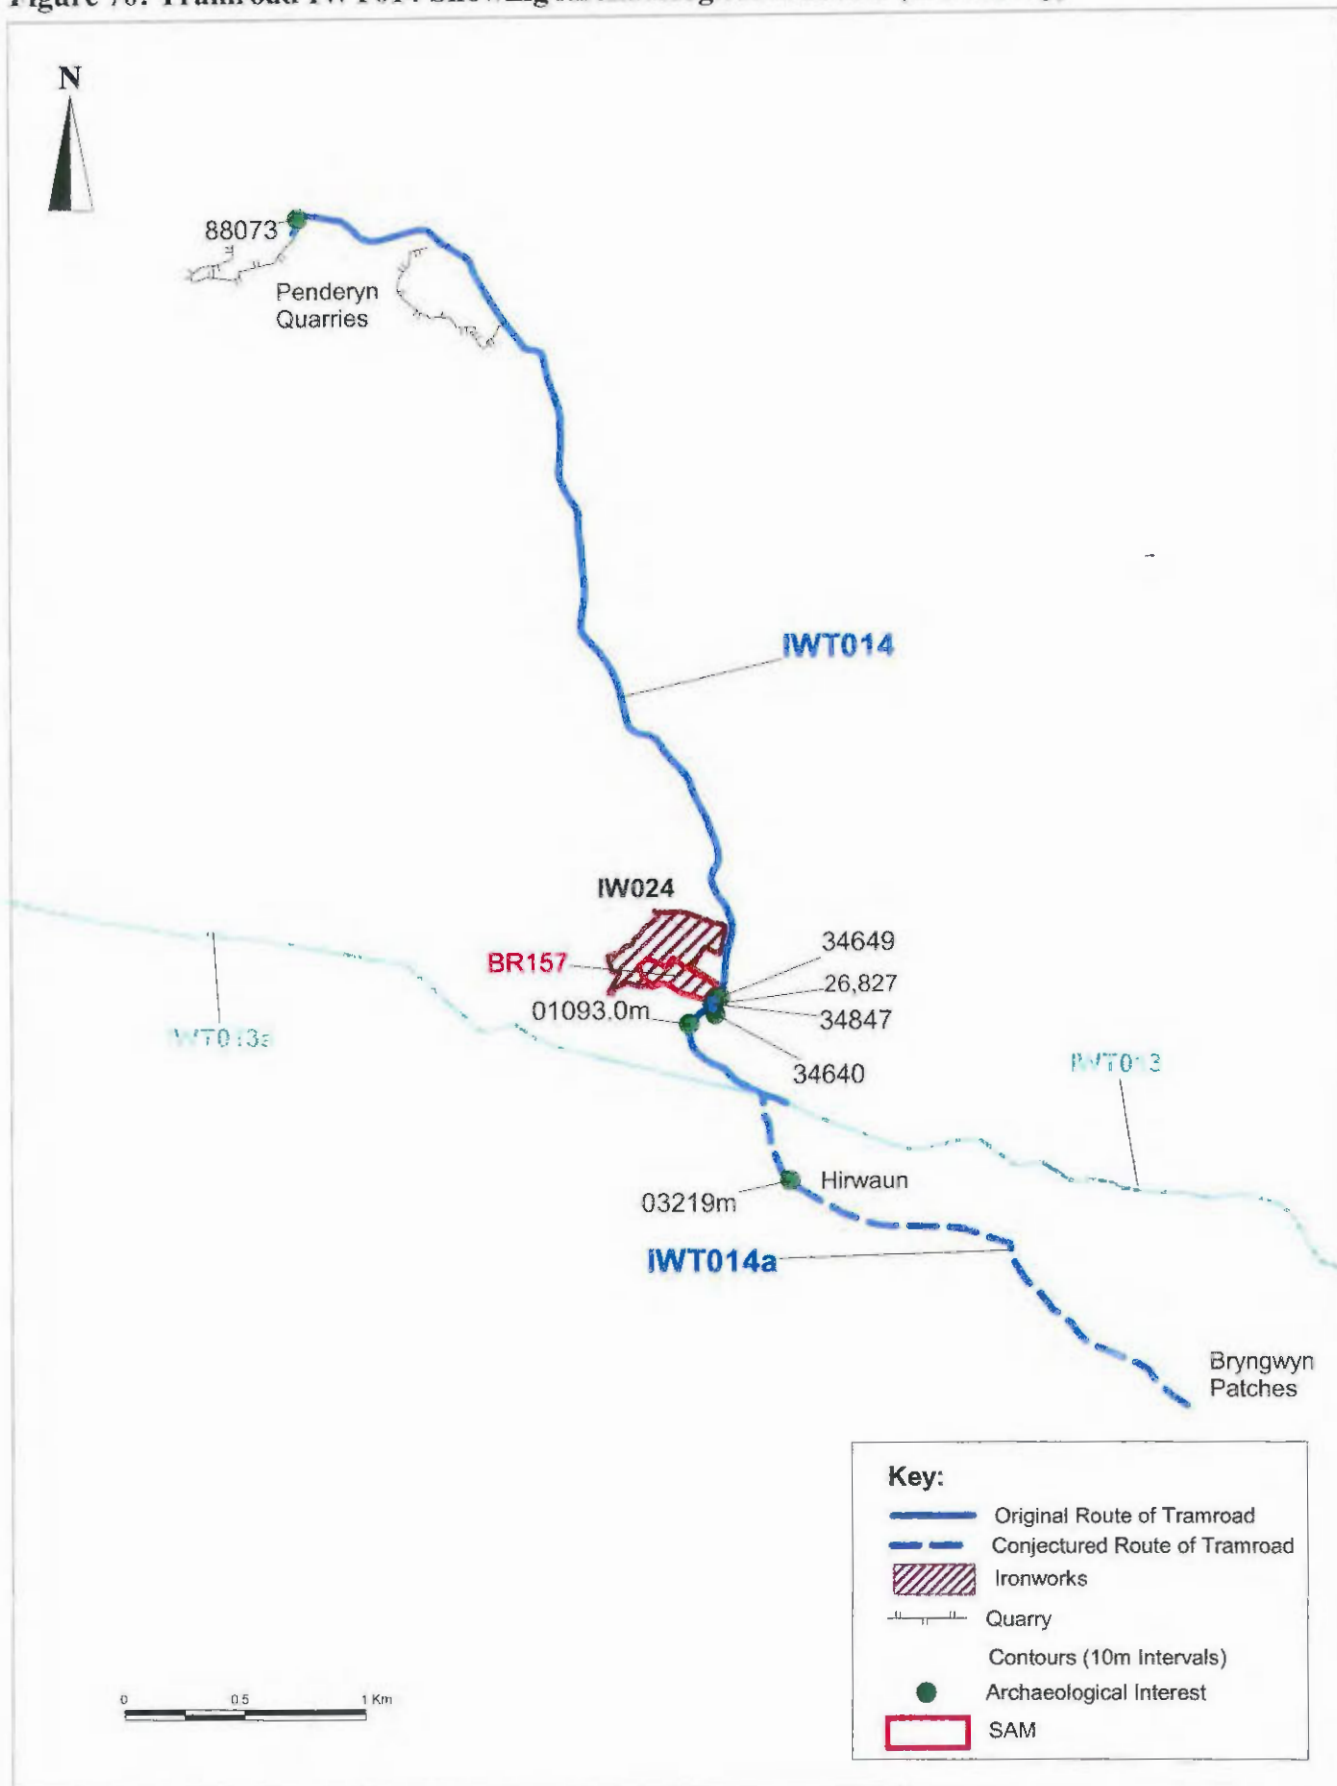 N
88073
Penderyn
Quarries
IWT014
IW024
BR157
34649
26,827
01093.0m
34847
IWT013a
34640
IWT013
Hirwaun
03219m
IWT014a
Bryngwyn
Patches
Key:
Original Route of Tramroad
Conjectured Route of Tramroad
Ironworks
Quarry
Contours (10m Intervals)
Archaeological Interest
SAM
0 0.5 1 Km